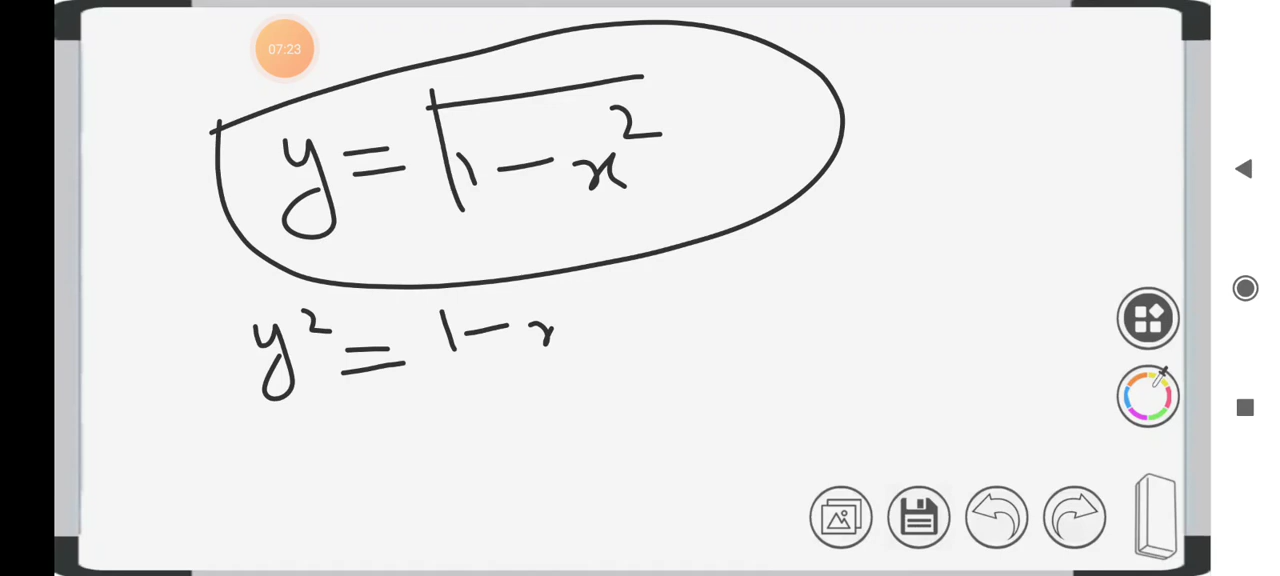 07:23
y = √1 - x²
y² = 1 - x